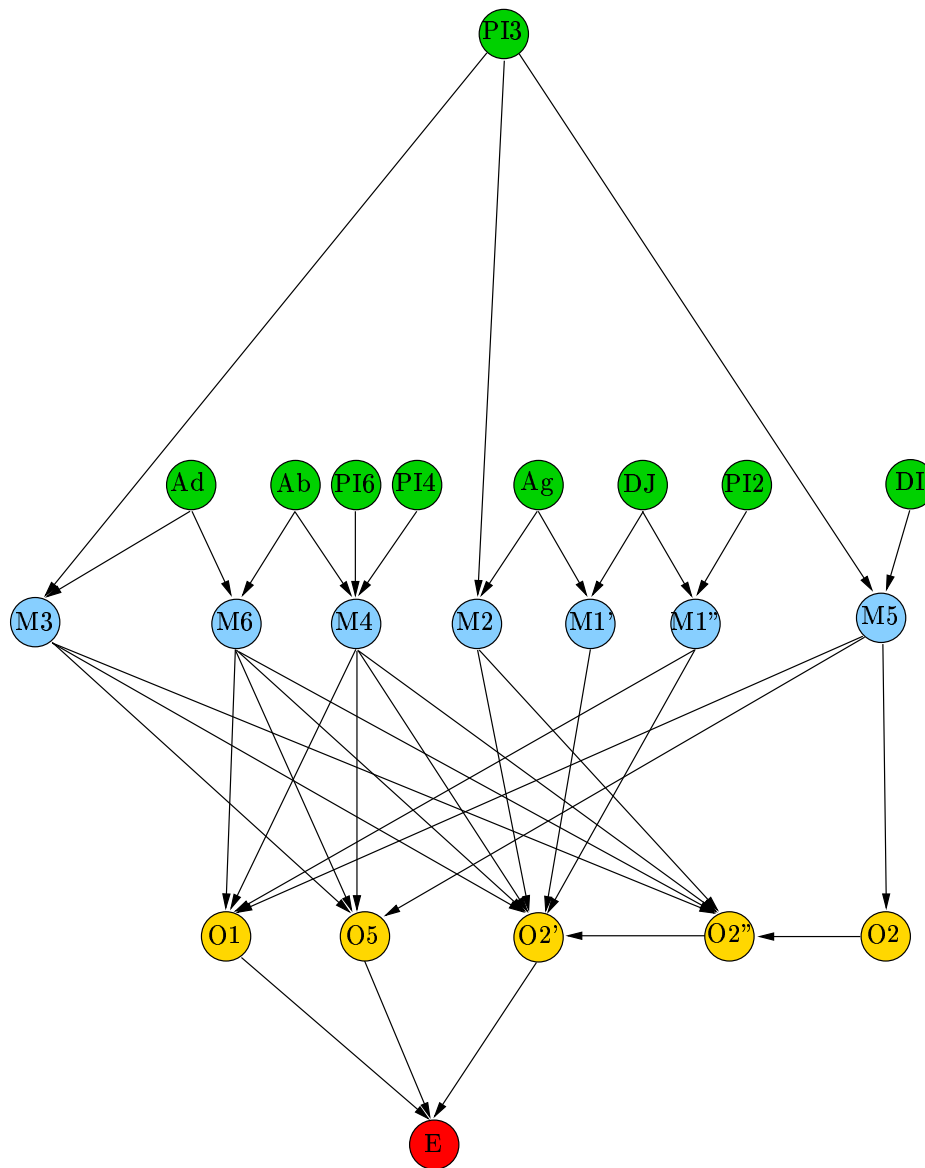 PI3
Ad Ab PI6 PI4 Ag DJ PI2 DI
M3 M6 M4 M2 M1' M1" M5
O1 O5 O2' O2" O2
E